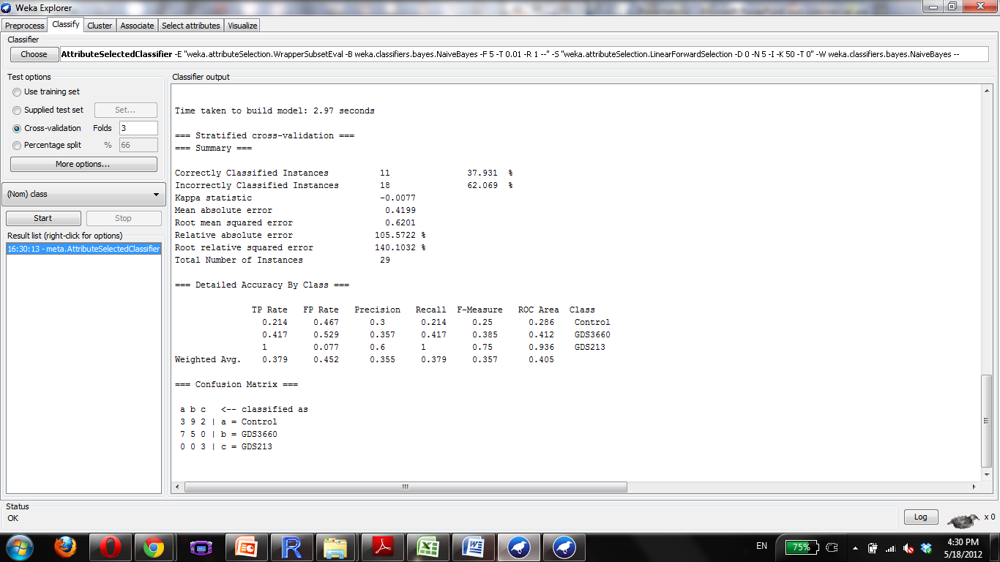 Weka Explorer
Preprocess Classify Cluster Associate Select attributes Visualize
Classifier
Choose AttributeSelectedClassifier -E "weka.attributeSelection.WrapperSubsetEval -B weka.classifiers.bayes.NaiveBayes -F 5 -T 0.01 -R 1 --" -S "weka.attributeSelection.LinearForwardSelection -D 0 -N 5 -I -K 50 -T 0" -W weka.classifiers.bayes.NaiveBayes --
Test options
Use training set
Supplied test set Set...
Cross-validation Folds 3
Percentage split % 66
More options...
(Nom) class
Start Stop
Result list (right-click for options)
16:30:13 - meta.AttributeSelectedClassifier
Classifier output
Time taken to build model: 2.97 seconds
=== Stratified cross-validation ===
=== Summary ===
Correctly Classified Instances 11 37.931 %
Incorrectly Classified Instances 18 62.069 %
Kappa statistic -0.0077
Mean absolute error 0.4199
Root mean squared error 0.6201
Relative absolute error 105.5722 %
Root relative squared error 140.1032 %
Total Number of Instances 29
=== Detailed Accuracy By Class ===
TP Rate FP Rate Precision Recall F-Measure ROC Area Class
0.214 0.467 0.3 0.214 0.25 0.286 Control
0.417 0.529 0.357 0.417 0.385 0.412 GDS3660
1 0.077 0.6 1 0.75 0.936 GDS213
Weighted Avg. 0.379 0.452 0.355 0.379 0.357 0.405
=== Confusion Matrix ===
a b c <-- classified as
3 9 2 | a = Control
7 5 0 | b = GDS3660
0 0 3 | c = GDS213
Status
OK
Log x 0
EN 75% 4:30 PM
5/18/2012